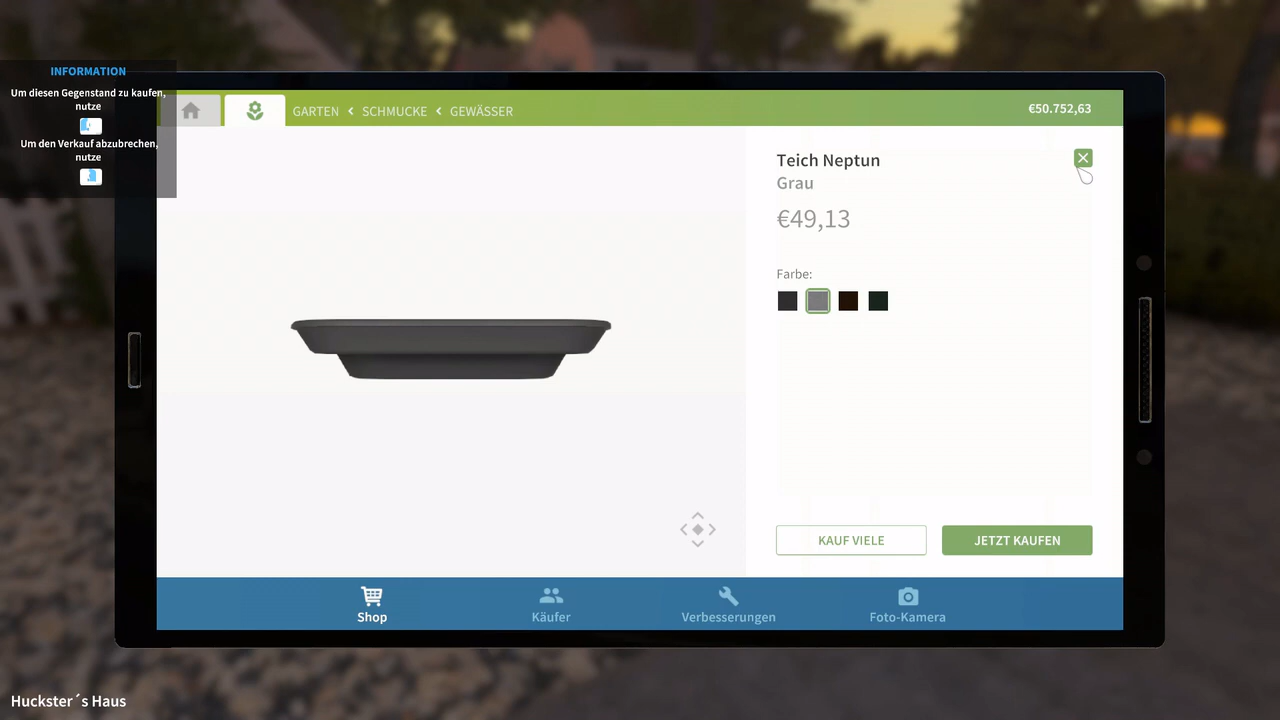 INFORMATION
Um diesen Gegenstand zu kaufen,
nutze
Um den Verkauf abzubrechen,
nutze
GARTEN < SCHMUCKE < GEWÄSSER
€50.752,63
Teich Neptun
Grau
€49,13
Farbe:
KAUF VIELE
JETZT KAUFEN
Shop
Käufer
Verbesserungen
Foto-Kamera
Huckster´s Haus